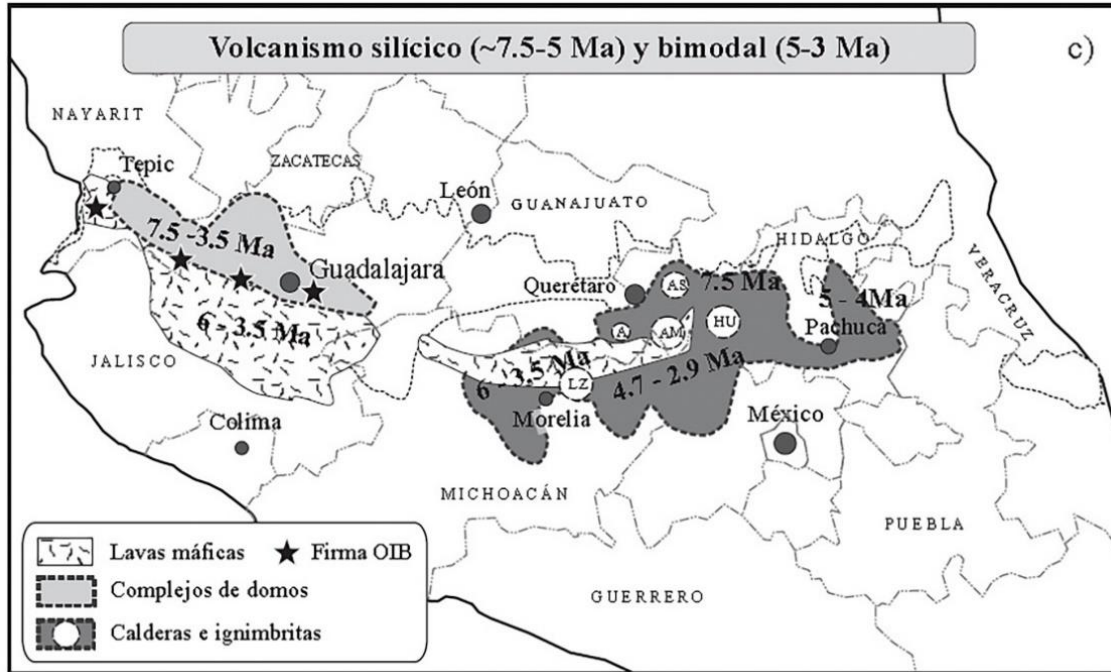 Volcanismo silícico (~7.5-5 Ma) y bimodal (5-3 Ma)
c)
NAYARIT
Tepic
ZACATECAS
León
GUANAJUATO
HIDALGO
VERACRUZ
7.5 -3.5 Ma
Guadalajara
Querétaro
AS
7.5 Ma
5 - 4Ma
A
AM
HU
Pachuca
6 - 3.5 Ma
JALISCO
6 - 3.5 Ma
LZ
4.7 - 2.9 Ma
Morelia
México
Colima
MICHOACÁN
PUEBLA
GUERRERO
Lavas máficas
Firma OIB
Complejos de domos
Calderas e ignimbritas